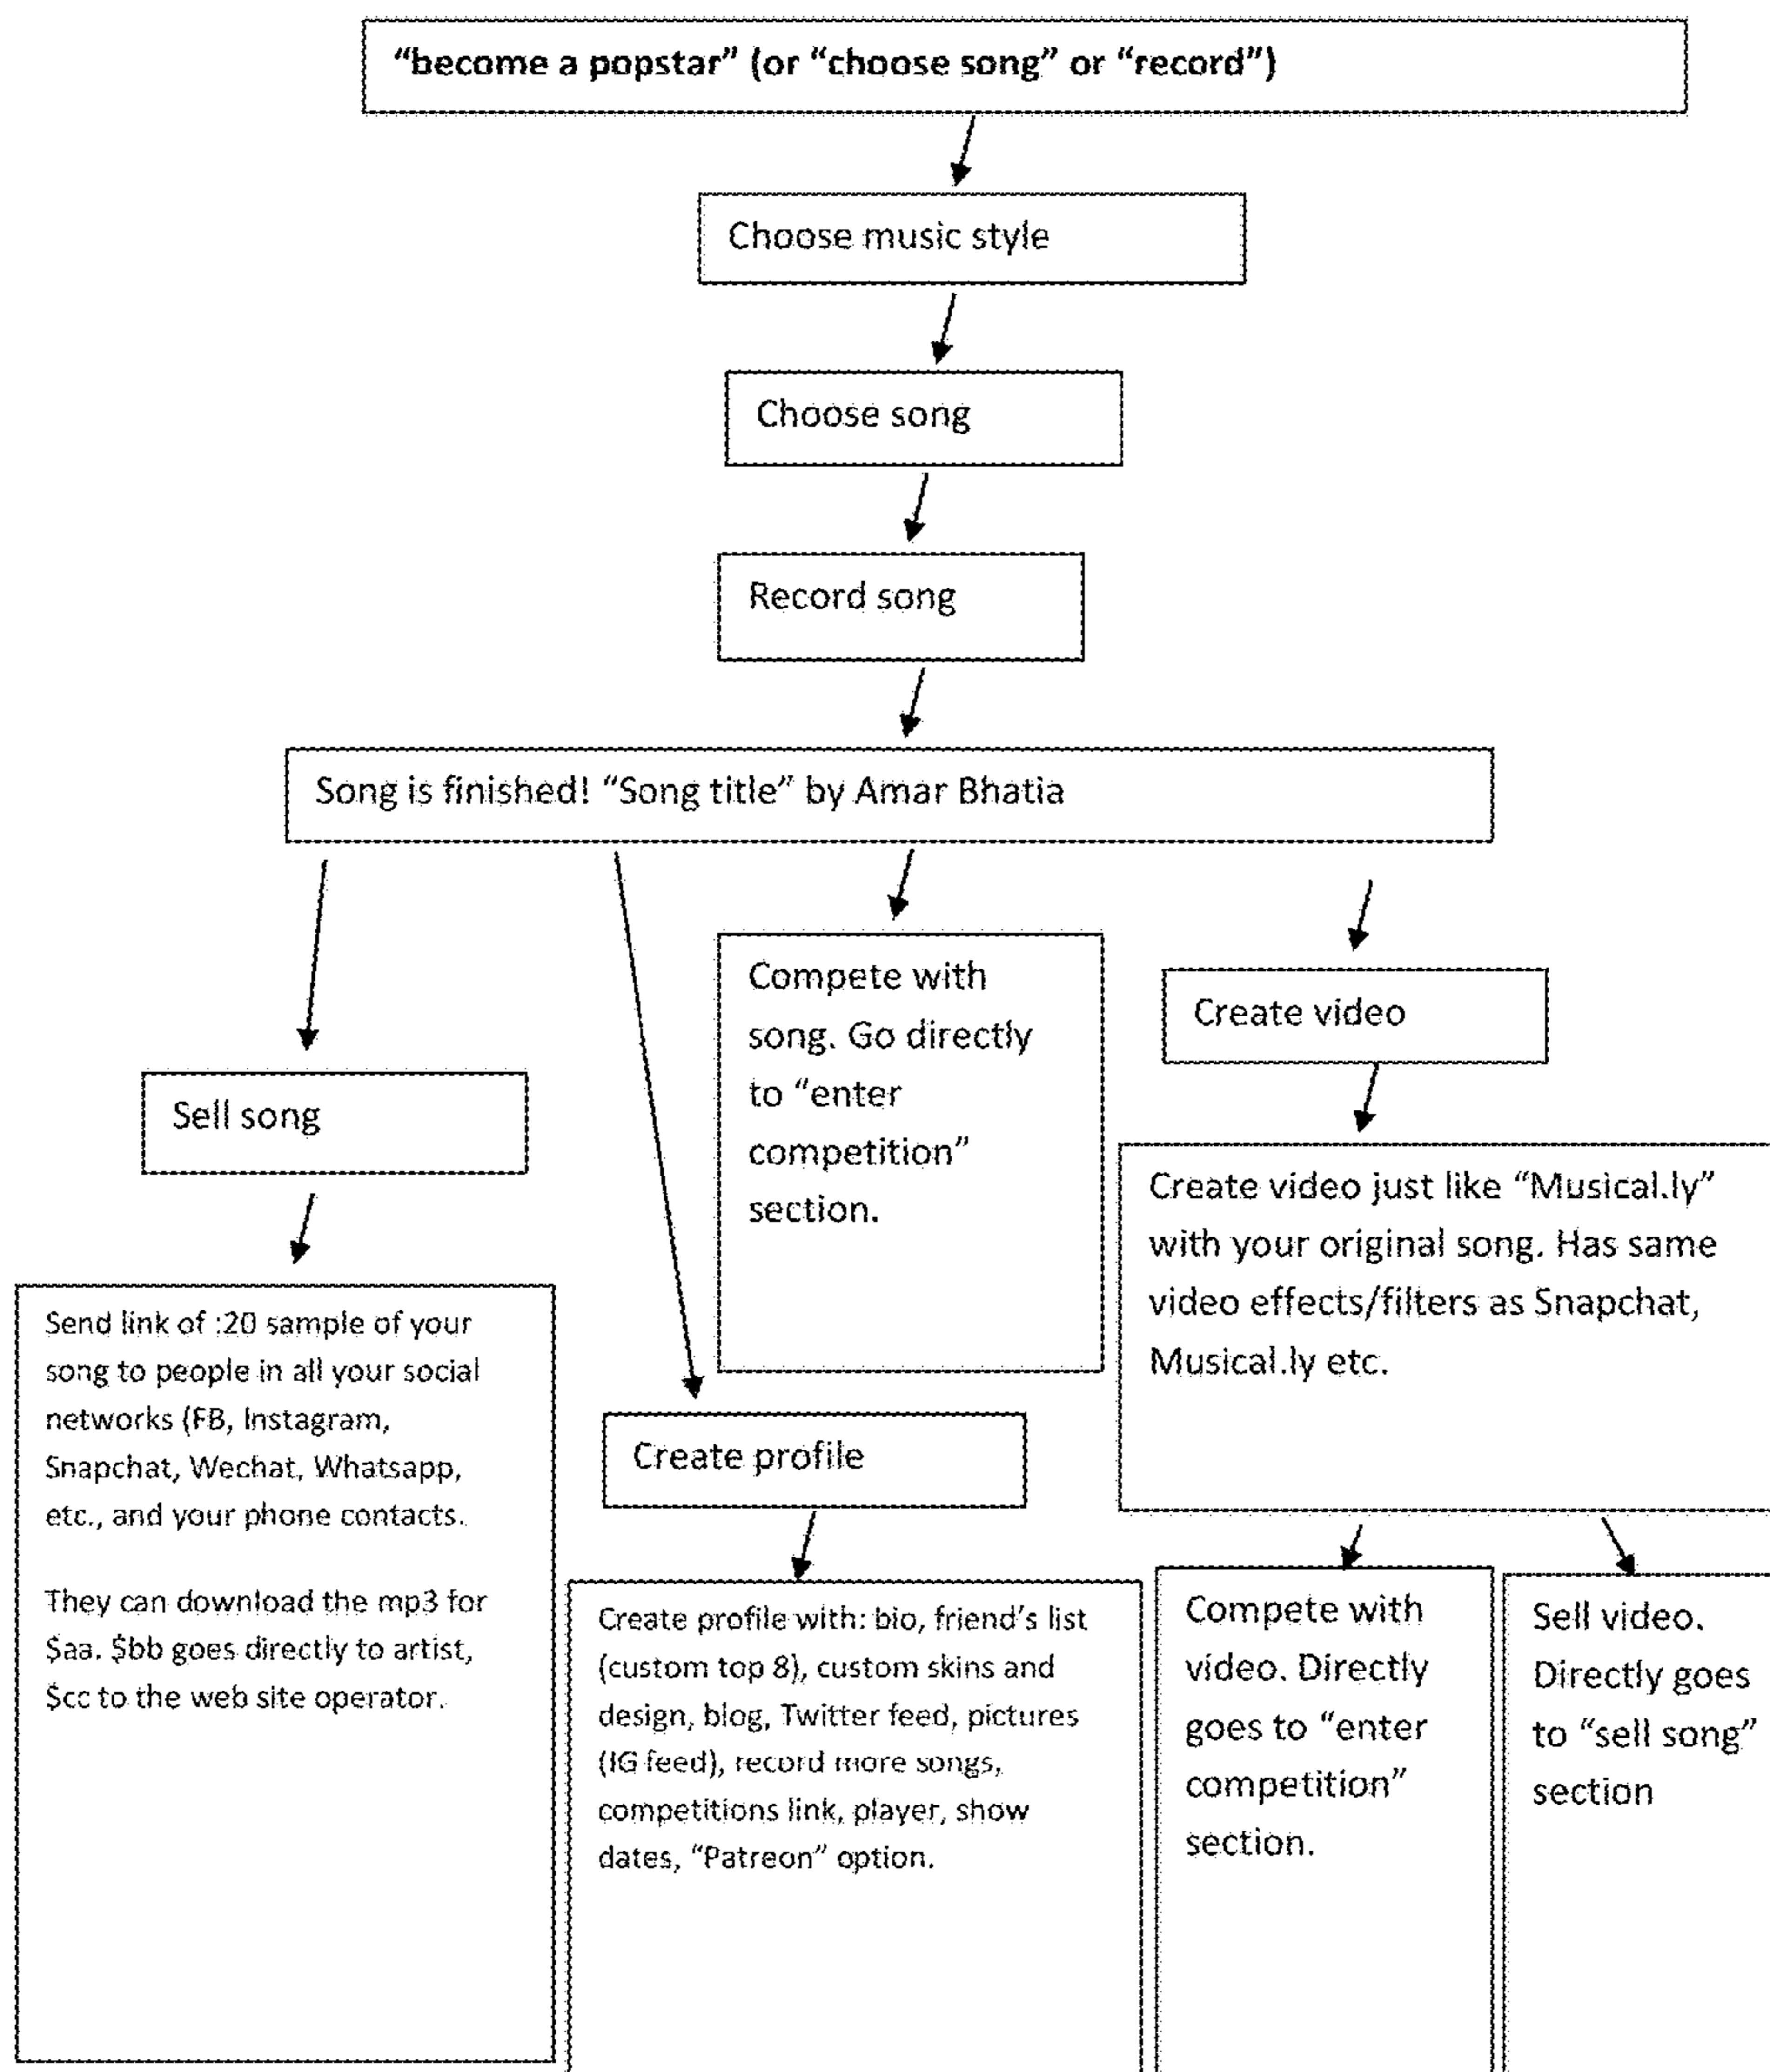 “become a popstar” (or “choose song” or “record”)
Choose music style
Choose song
Record song
Song is finished! “Song title” by Amar Bhatia
Sell song
Send link of :20 sample of your
song to people in all your social
networks (FB, Instagram,
Snapchat, Wechat, Whatsapp,
etc., and your phone contacts.
They can download the mp3 for
$aa. $bb goes directly to artist,
$cc to the web site operator.
Create profile
Create profile with: bio, friend’s list
(custom top 8), custom skins and
design, blog, Twitter feed, pictures
(IG feed), record more songs,
competitions link, player, show
dates, “Patreon” option.
Compete with
song. Go directly
to “enter
competition”
section.
Create video
Create video just like “Musical.ly”
with your original song. Has same
video effects/filters as Snapchat,
Musical.ly etc.
Compete with
video. Directly
goes to “enter
competition”
section.
Sell video.
Directly goes
to “sell song”
section